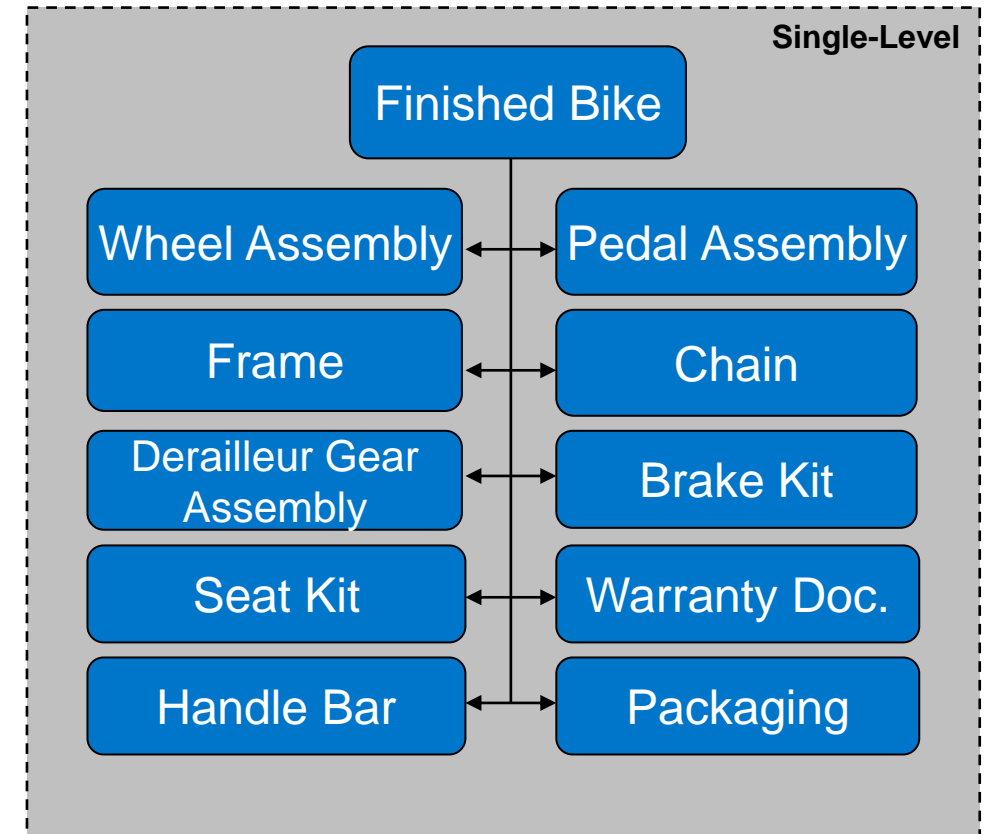 Single-Level
Finished Bike
Wheel Assembly
Pedal Assembly
Frame
Chain
Derailleur Gear
Assembly
Brake Kit
Seat Kit
Warranty Doc.
Handle Bar
Packaging